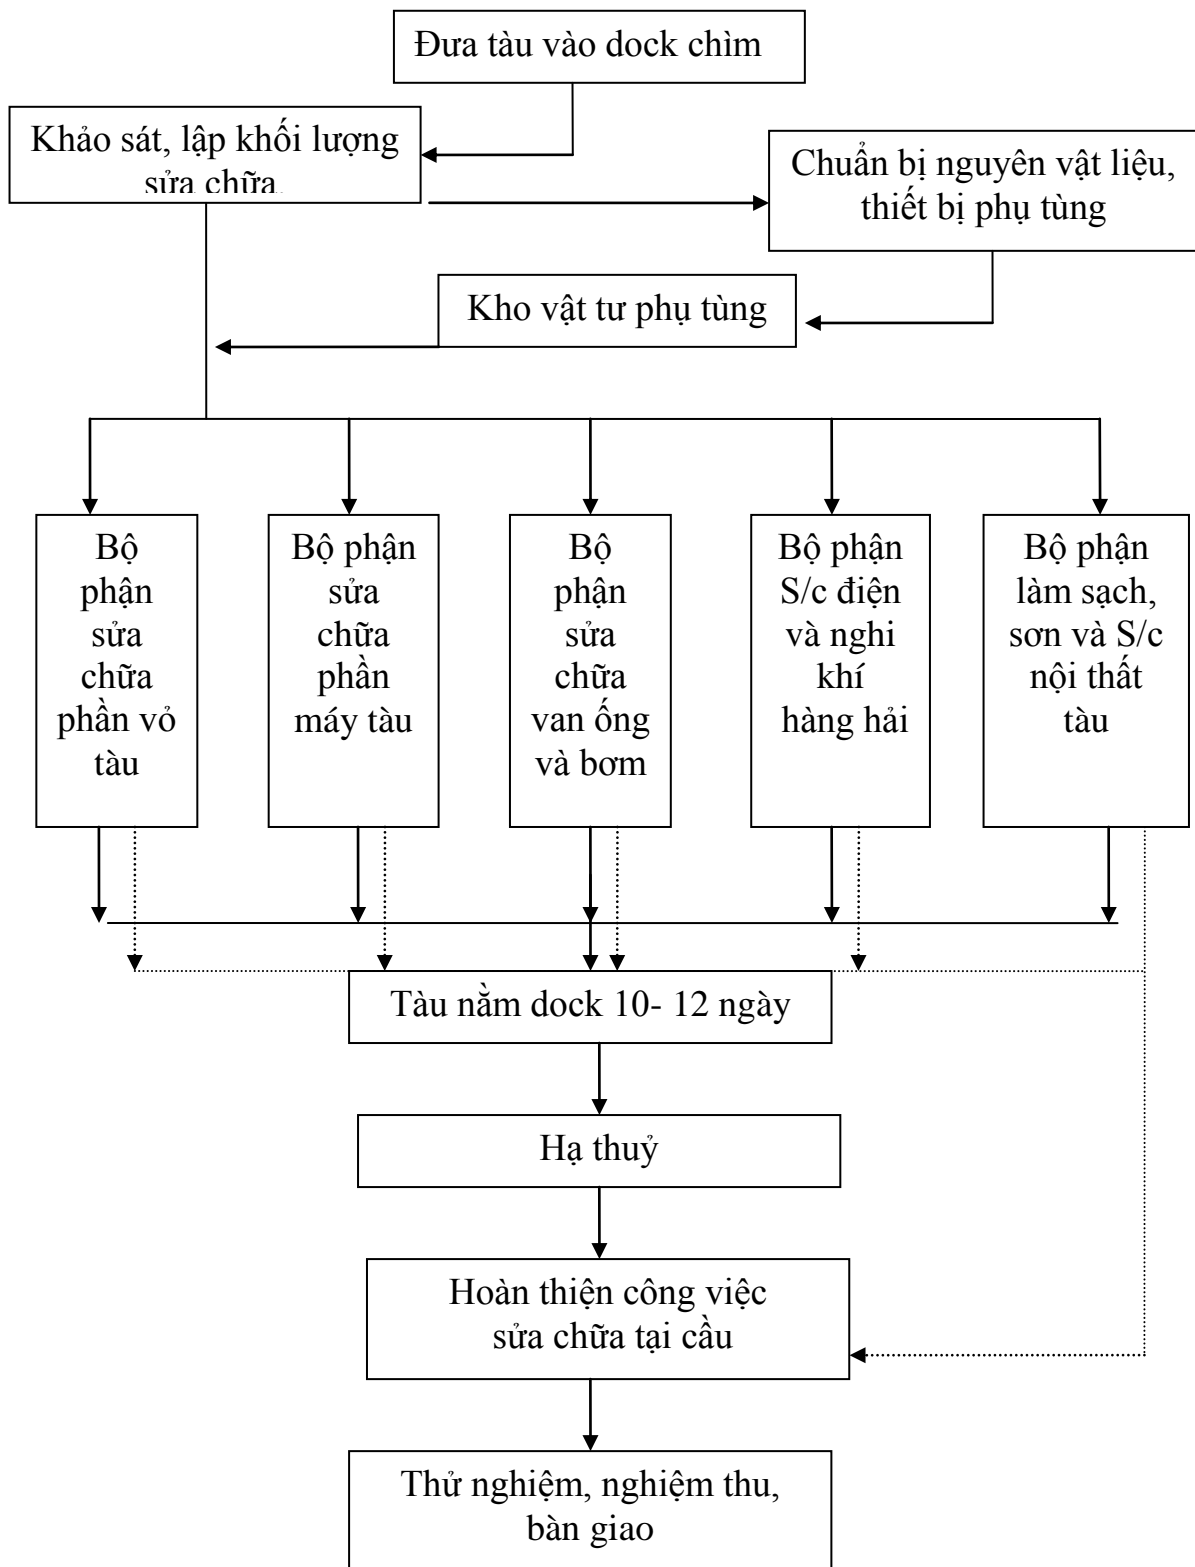 Đưa tàu vào dock chìm
Khảo sát, lập khối lượng
sửa chữa.
Chuẩn bị nguyên vật liệu,
thiết bị phụ tùng
Kho vật tư phụ tùng
Bộ
phận
sửa
chữa
phần vỏ
tàu
Bộ phận
sửa
chữa
phần
máy tàu
Bộ
phận
sửa
chữa
van ống
và bơm
Bộ phận
S/c điện
và nghi
khí
hàng hải
Bộ phận
làm sạch,
sơn và S/c
nội thất
tàu
Tàu nằm dock 10- 12 ngày
Hạ thuỷ
Hoàn thiện công việc
sửa chữa tại cầu
Thử nghiệm, nghiệm thu,
bàn giao